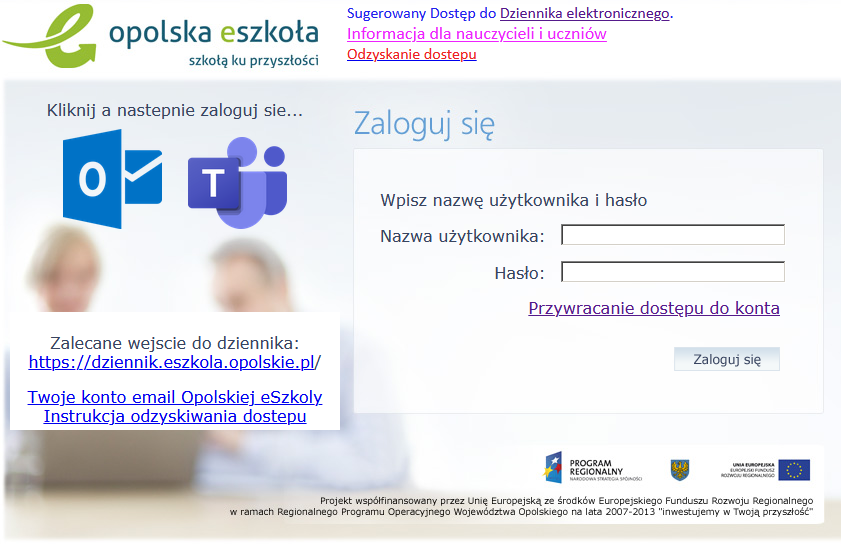 opolska eszkoła
szkołą ku przyszłości
Sugerowany Dostęp do Dziennika elektronicznego.
Informacja dla nauczycieli i uczniów
Odzyskanie dostępu
Kliknij a nastepnie zaloguj sie...
O
T
Zalecane wejscie do dziennika:
https://dziennik.eszkola.opolskie.pl/
Twoje konto email Opolskiej eSzkoly
Instrukcja odzyskiwania dostepu
Zaloguj się
Wpisz nazwę użytkownika i hasło
Nazwa użytkownika:
Hasło:
Przywracanie dostępu do konta
Zaloguj się
PROGRAM
REGIONALNY
NARODOWA STRATEGIA SPÓJNOŚCI
UNIA EUROPEJSKA
EUROPEJSKI FUNDUSZ
ROZWOJU REGIONALNEGO
Projekt współfinansowany przez Unię Europejską ze środków Europejskiego Funduszu Rozwoju Regionalnego
w ramach Regionalnego Programu Operacyjnego Województwa Opolskiego na lata 2007-2013 "inwestujemy w Twoją przyszłość"